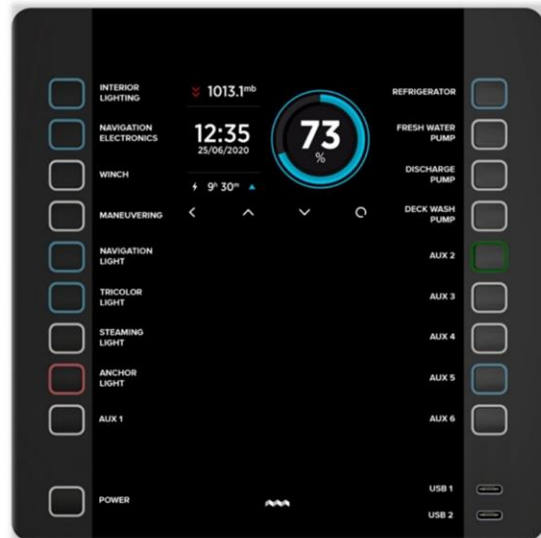 INTERIOR
LIGHTING
1013.1mb
REFRIGERATOR
NAVIGATION
ELECTRONICS
12:35
25/06/2020
73
%
FRESH WATER
PUMP
WINCH
9h 30m
DISCHARGE
PUMP
MANEUVERING
DECK WASH
PUMP
NAVIGATION
LIGHT
AUX 2
TRICOLOR
LIGHT
AUX 3
STEAMING
LIGHT
AUX 4
ANCHOR
LIGHT
AUX 5
AUX 1
AUX 6
POWER
USB 1
USB 2